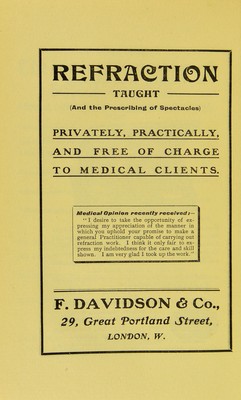 REFRACTION
TAUGHT
(And the Prescribing of Spectacles)
PRIVATELY, PRACTICALLY,
AND FREE OF CHARGE
TO MEDICAL CLIENTS.
Medical Opinion recently received:—
"I desire to take the opportunity of ex-
pressing my appreciation of the manner in
which you uphold your promise to make a
general Practitioner capable of carrying out
refraction work. I think it only fair to ex-
press my indebtedness for the care and skill
shown. I am very glad I took up the work."
F. DAVIDSON & Co.,
29, Great Portland Street,
LONDON, W.